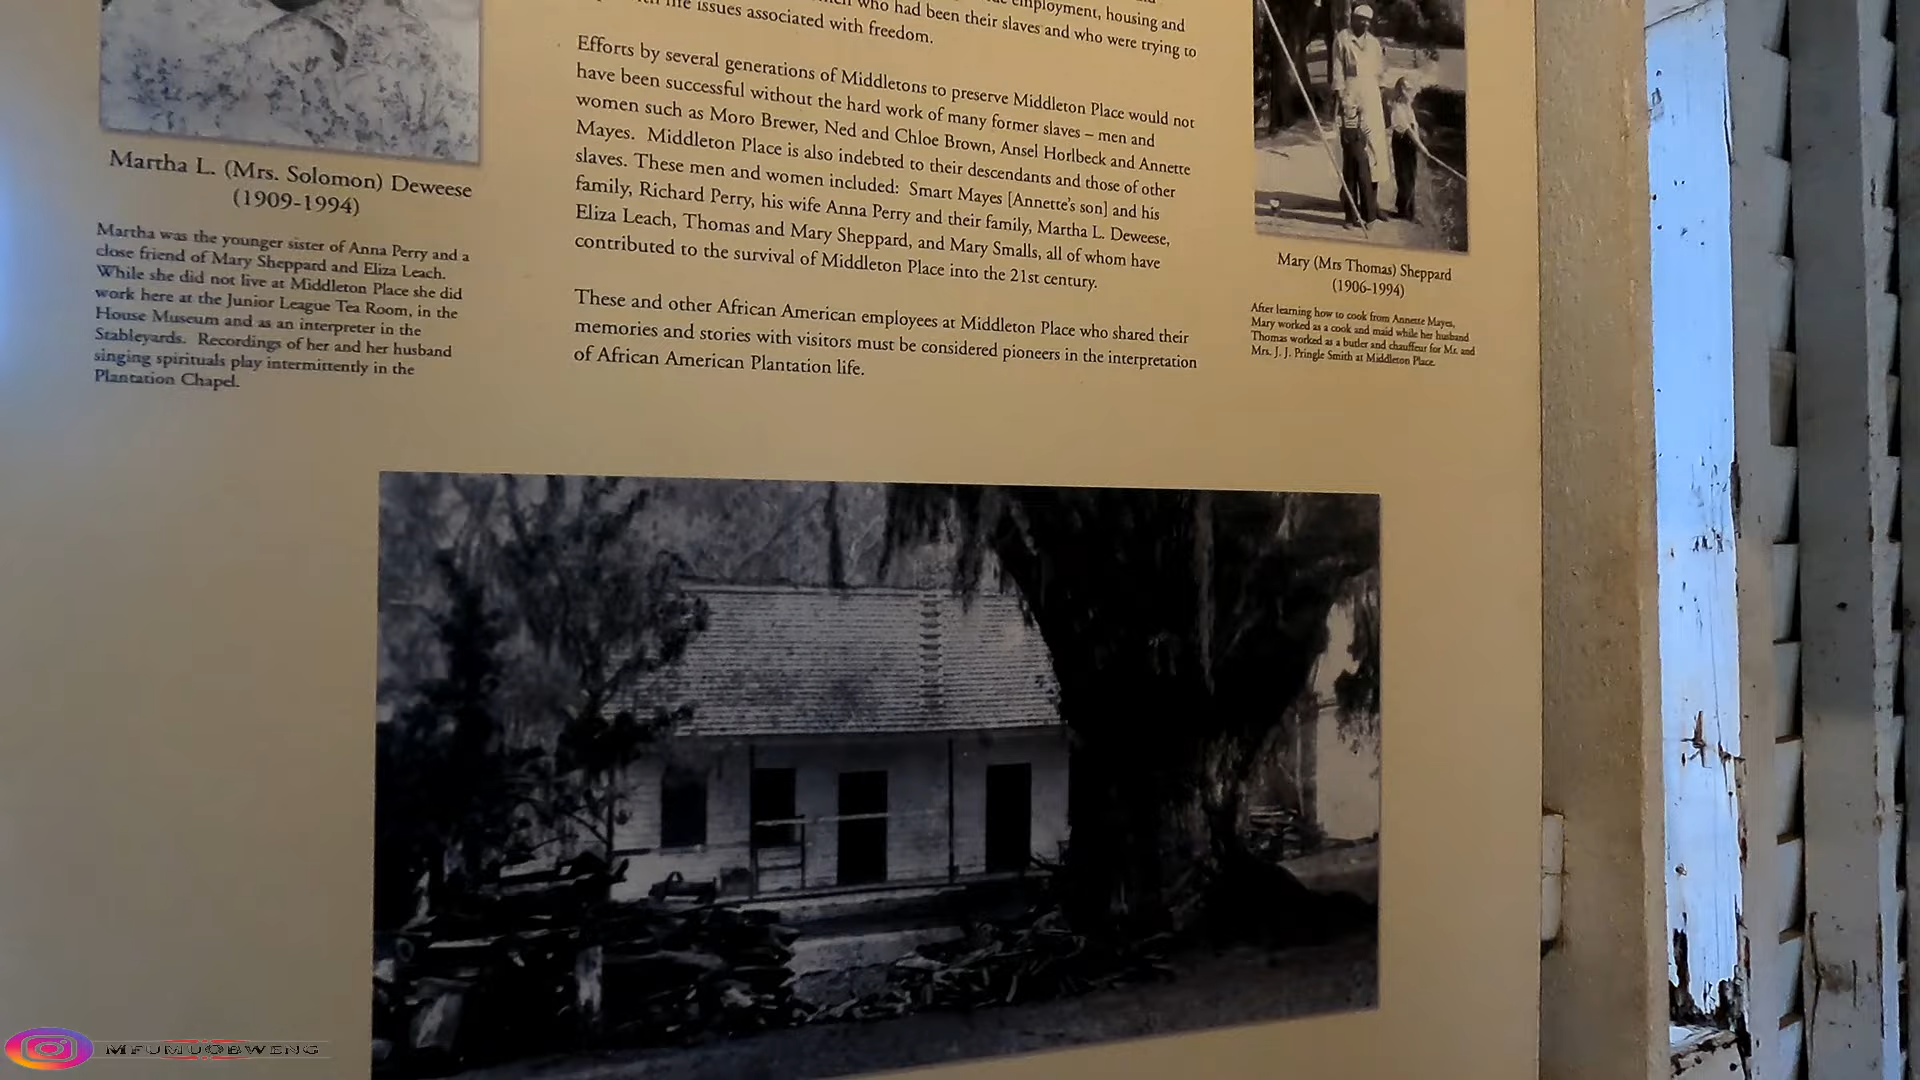 Martha L. (Mrs. Solomon) Deweese
(1909-1994)
Martha was the younger sister of Anna Perry and a
close friend of Mary Sheppard and Eliza Leach.
While she did not live at Middleton Place she did
work here at the Junior League Tea Room, in the
House Museum and as an interpreter in the
Stableyards. Recordings of her and her husband
singing spirituals play intermittently in the
Plantation Chapel.
employment, housing and
who had been their slaves and who were trying to
issues associated with freedom.
Efforts by several generations of Middletons to preserve Middleton Place would not
have been successful without the hard work of many former slaves – men and
women such as Moro Brewer, Ned and Chloe Brown, Ansel Horlbeck and Annette
Mayes. Middleton Place is also indebted to their descendants and those of other
slaves. These men and women included: Smart Mayes [Annette's son] and his
family, Richard Perry, his wife Anna Perry and their family, Martha L. Deweese,
Eliza Leach, Thomas and Mary Sheppard, and Mary Smalls, all of whom have
contributed to the survival of Middleton Place into the 21st century.
These and other African American employees at Middleton Place who shared their
memories and stories with visitors must be considered pioneers in the interpretation
of African American Plantation life.
Mary (Mrs Thomas) Sheppard
(1906-1994)
After learning how to cook from Annette Mayes,
Mary worked as a cook and maid while her husband
Thomas worked as a butler and chauffeur for Mr. and
Mrs. J. J. Pringle Smith at Middleton Place.
MFUMUOBWENG